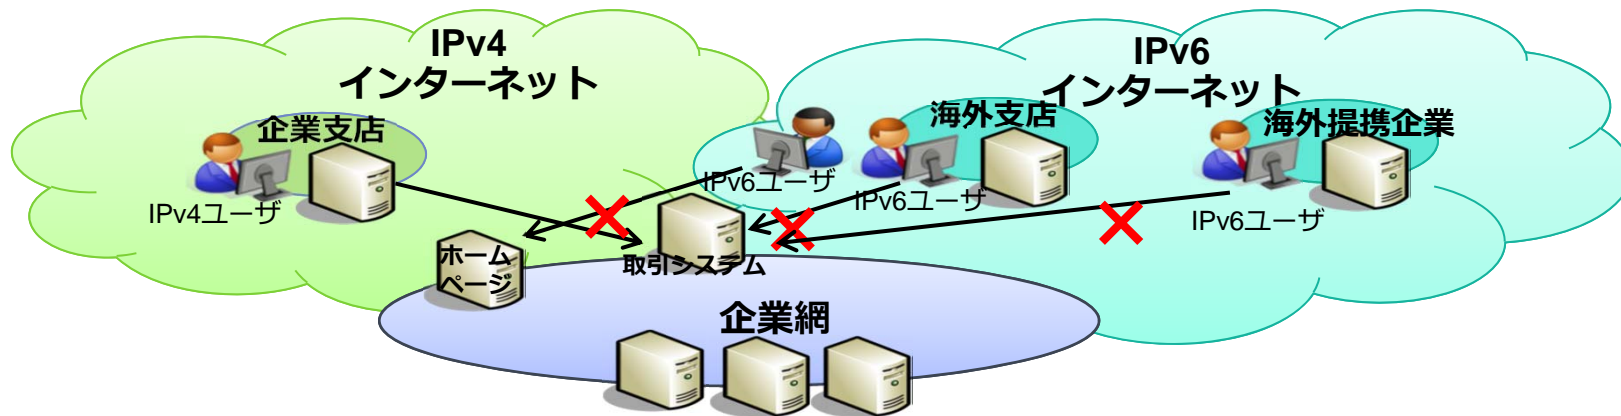 IPv4
インターネット
IPv6
インターネット
企業支店
海外支店
海外提携企業
IPv4ユーザ
IPv6ユーザ
IPv6ユーザ
IPv6ユーザ
ホーム
ページ
取引システム
企業網